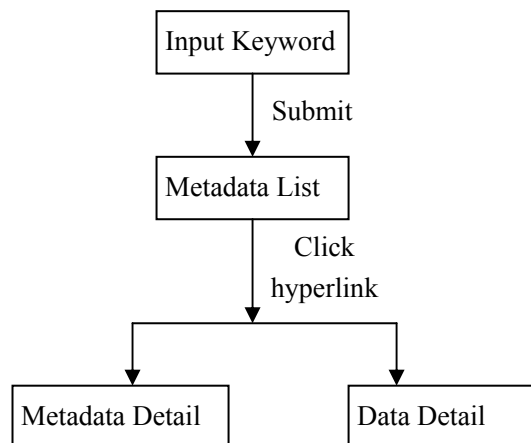 Input Keyword
Submit
Metadata List
Click
hyperlink
Metadata Detail
Data Detail